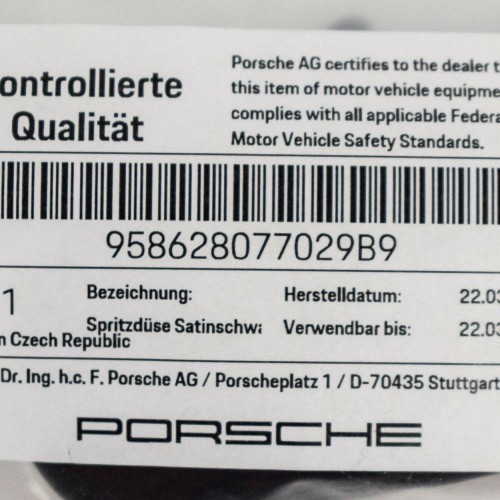 ontrollierte
Qualität
Porsche AG certifies to the dealer t
this item of motor vehicle equipme
complies with all applicable Federa
Motor Vehicle Safety Standards.
958628077029B9
1
Bezeichnung:
Herstelldatum:
22.03
Spritzdüse Satinschwa
Verwendbar bis:
22.03
n Czech Republic
Dr. Ing. h.c. F. Porsche AG / Porscheplatz 1 / D-70435 Stuttgart
PORSCHE